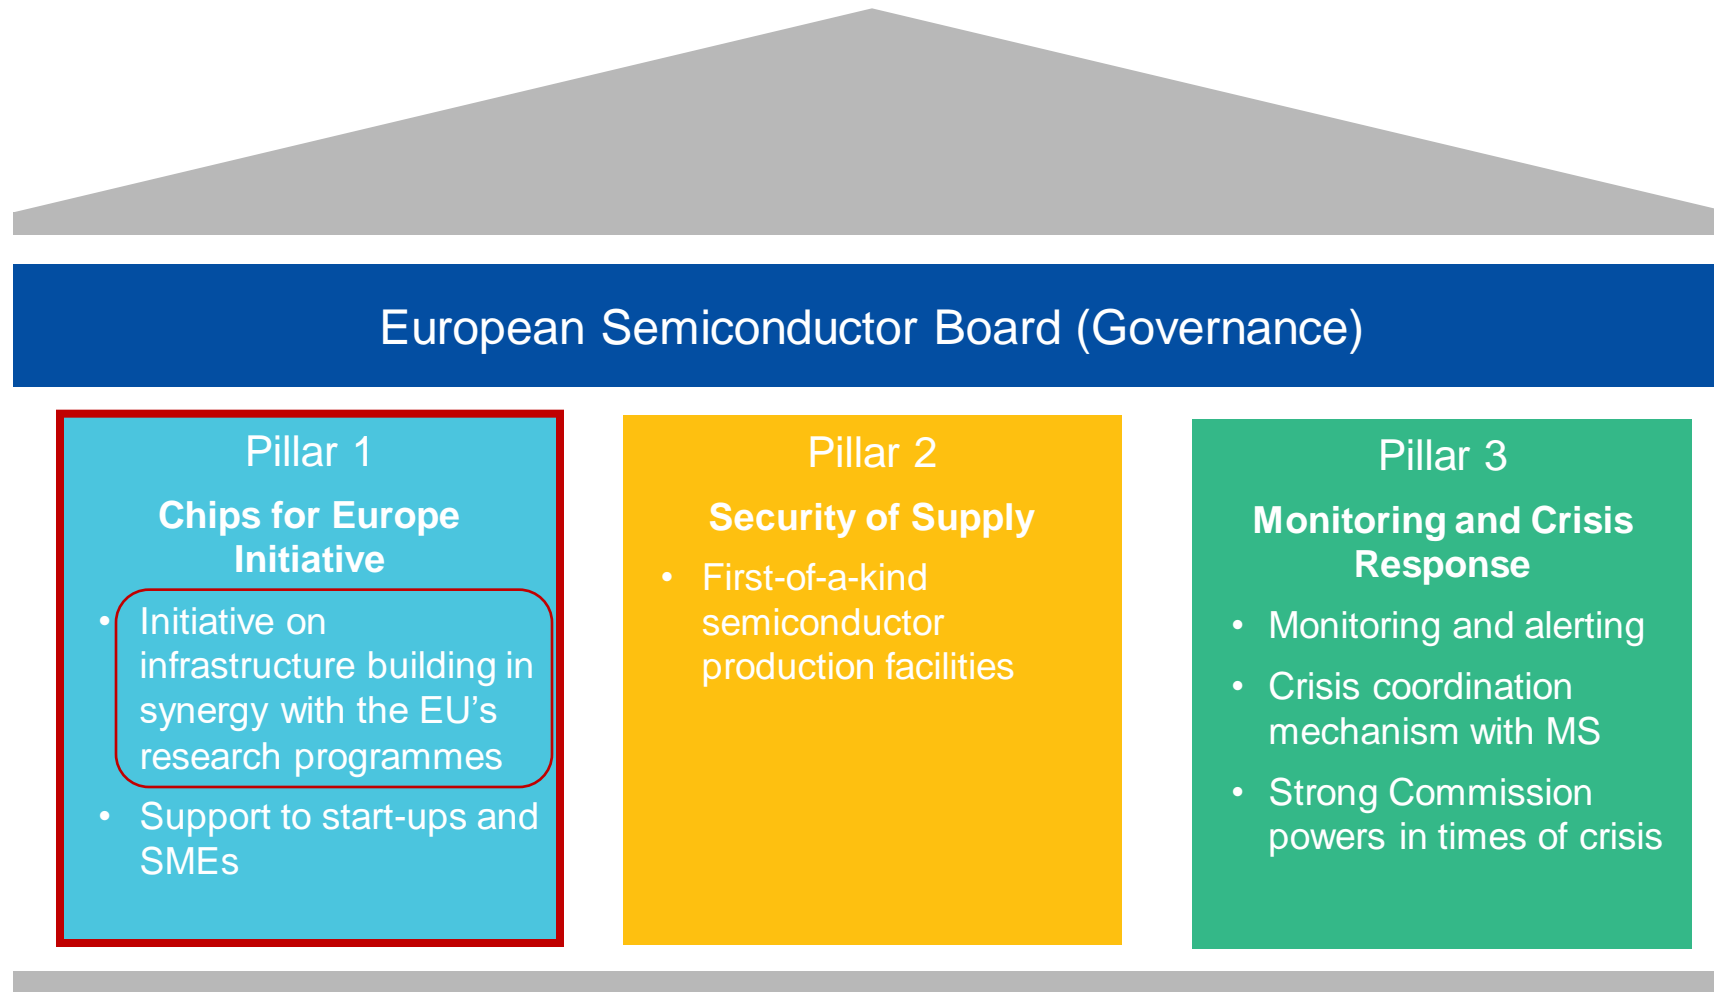 European Semiconductor Board (Governance)
Pillar 1
Chips for Europe
Initiative
• Initiative on
infrastructure building in
synergy with the EU’s
research programmes
• Support to start-ups and
SMEs
Pillar 2
Security of Supply
• First-of-a-kind
semiconductor
production facilities
Pillar 3
Monitoring and Crisis
Response
• Monitoring and alerting
• Crisis coordination
mechanism with MS
• Strong Commission
powers in times of crisis